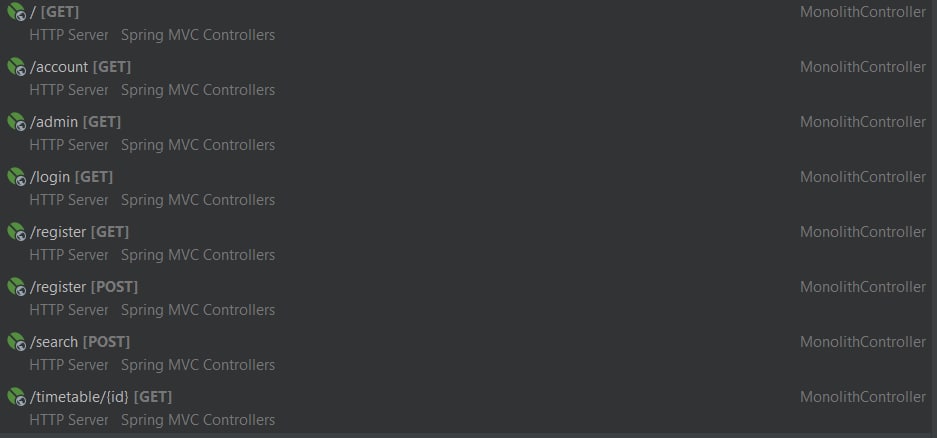 / [GET] MonolithController
HTTP Server Spring MVC Controllers
/account [GET] MonolithController
HTTP Server Spring MVC Controllers
/admin [GET] MonolithController
HTTP Server Spring MVC Controllers
/login [GET] MonolithController
HTTP Server Spring MVC Controllers
/register [GET] MonolithController
HTTP Server Spring MVC Controllers
/register [POST] MonolithController
HTTP Server Spring MVC Controllers
/search [POST] MonolithController
HTTP Server Spring MVC Controllers
/timetable/{id} [GET] MonolithController
HTTP Server Spring MVC Controllers